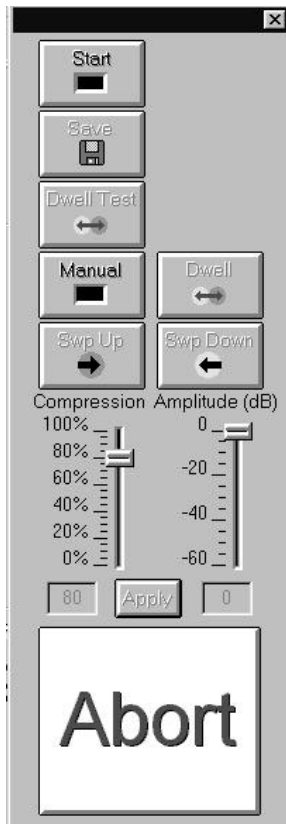 Start
Save
Dwell Test
Manual Dwell
Swp Up Swp Down
Compression Amplitude (dB)
100% 0
80%
-20
60%
40% -40
20%
0% -60
80 Apply 0
Abort